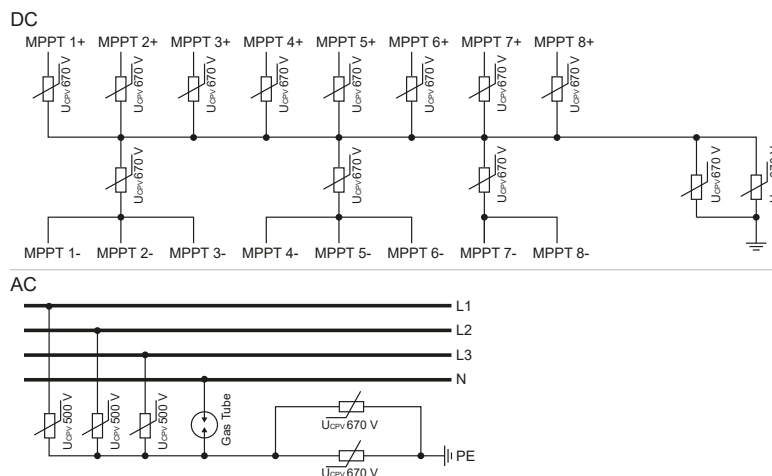 DC
MPPT 1+ MPPT 2+ MPPT 3+ MPPT 4+ MPPT 5+ MPPT 6+ MPPT 7+ MPPT 8+
UCPV 670 V UCPV 670 V UCPV 670 V UCPV 670 V UCPV 670 V UCPV 670 V UCPV 670 V UCPV 670 V
UCPV 670 V UCPV 670 V UCPV 670 V UCPV 670 V UCPV 670 V
MPPT 1- MPPT 2- MPPT 3- MPPT 4- MPPT 5- MPPT 6- MPPT 7- MPPT 8-
AC
L1
L2
L3
N
UCPV 500 V UCPV 500 V UCPV 500 V Gas Tube
UCPV 670 V
PE
UCPV 670 V